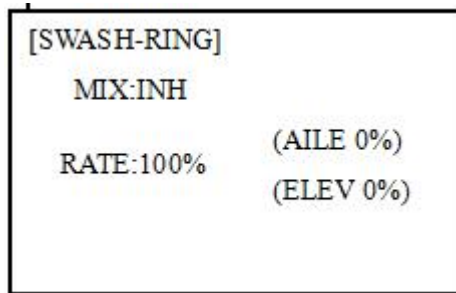 [SWASH-RING]
MIX:INH
(AILE 0%)
RATE:100%
(ELEV 0%)